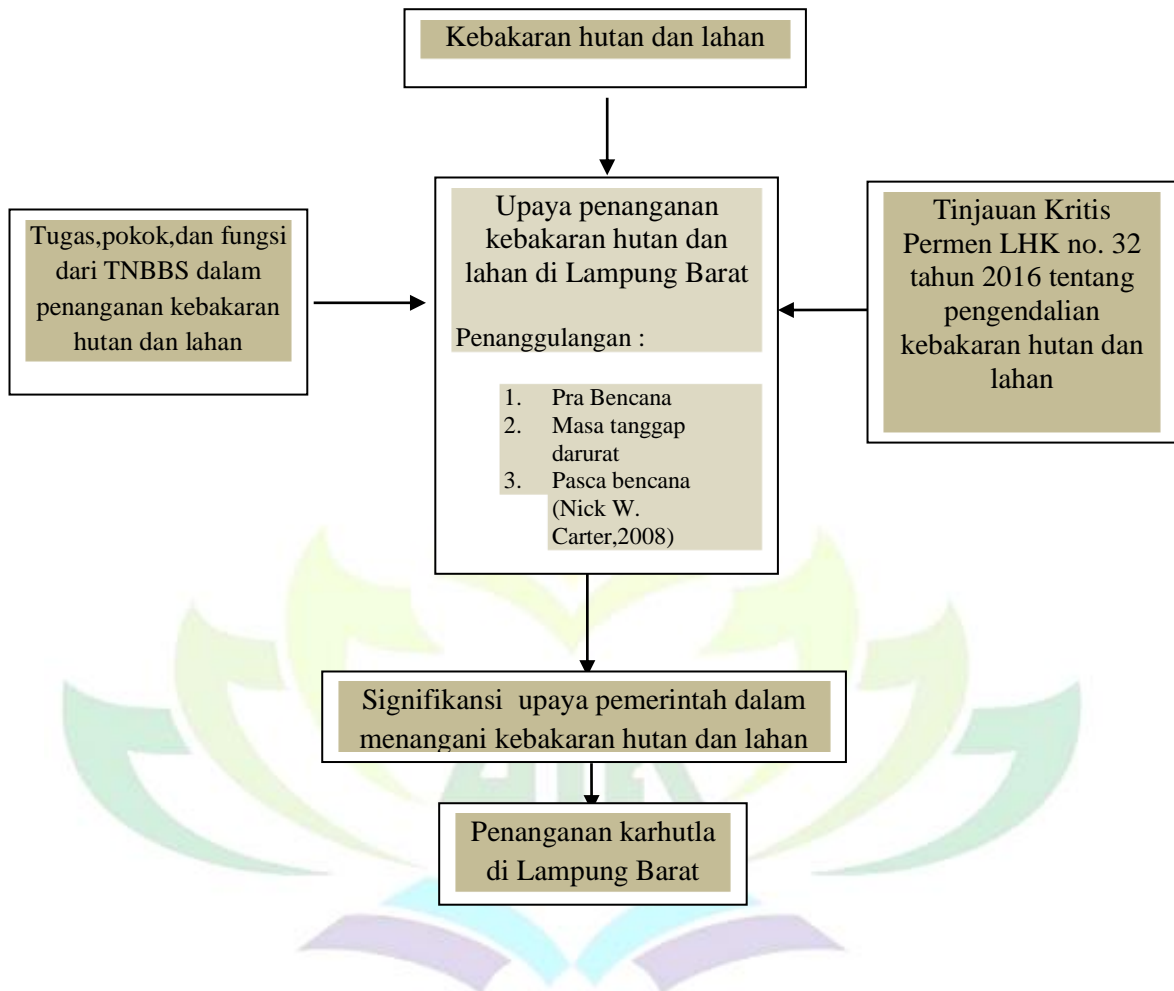 Kebakaran hutan dan lahan
Tugas,pokok,dan fungsi
dari TNBBS dalam
penanganan kebakaran
hutan dan lahan
Upaya penanganan
kebakaran hutan dan
lahan di Lampung Barat
Penanggulangan :
1. Pra Bencana
2. Masa tanggap
darurat
3. Pasca bencana
(Nick W.
Carter,2008)
Tinjauan Kritis
Permen LHK no. 32
tahun 2016 tentang
pengendalian
kebakaran hutan dan
lahan
Signifikansi upaya pemerintah dalam
menangani kebakaran hutan dan lahan
Penanganan karhutla
di Lampung Barat